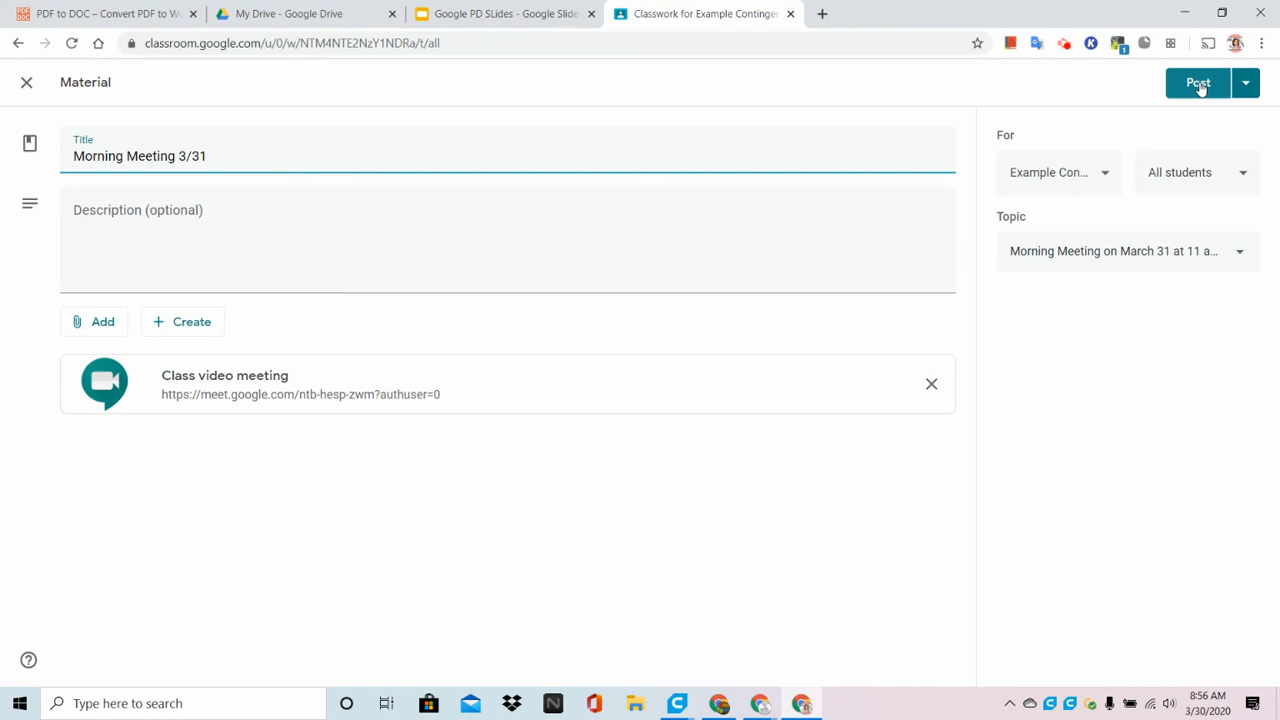 PDF to DOC – Convert PDF to Wo
My Drive - Google Drive
Google PD SLides - Google Slide
Classwork for Example Continger
classroom.google.com/u/0/w/NTM4NTE2NzY1NDRa/t/all
1
Material
Post
Title
Morning Meeting 3/31
Description (optional)
Add
Create
Class video meeting
https://meet.google.com/ntb-hesp-zwm?authuser=0
For
Example Con...
All students
Topic
Morning Meeting on March 31 at 11 a...
Type here to search
8:56 AM
3/30/2020